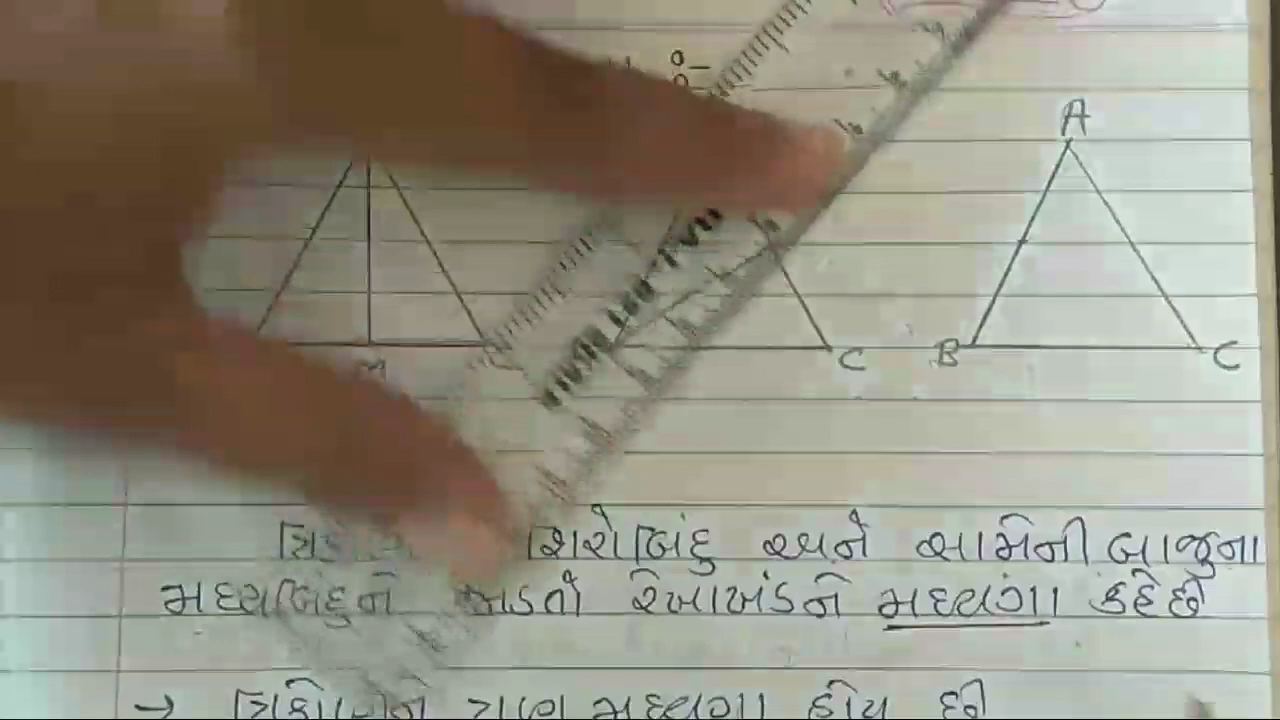 A
C B C
શિરોબિંદુ અને સામેની બાજુના
મધ્યબિંદુને જોડતા રેખાખંડને મધ્યગા કહે છે
→ ત્રિકોણને ત્રણ મધ્યગા હોય છે